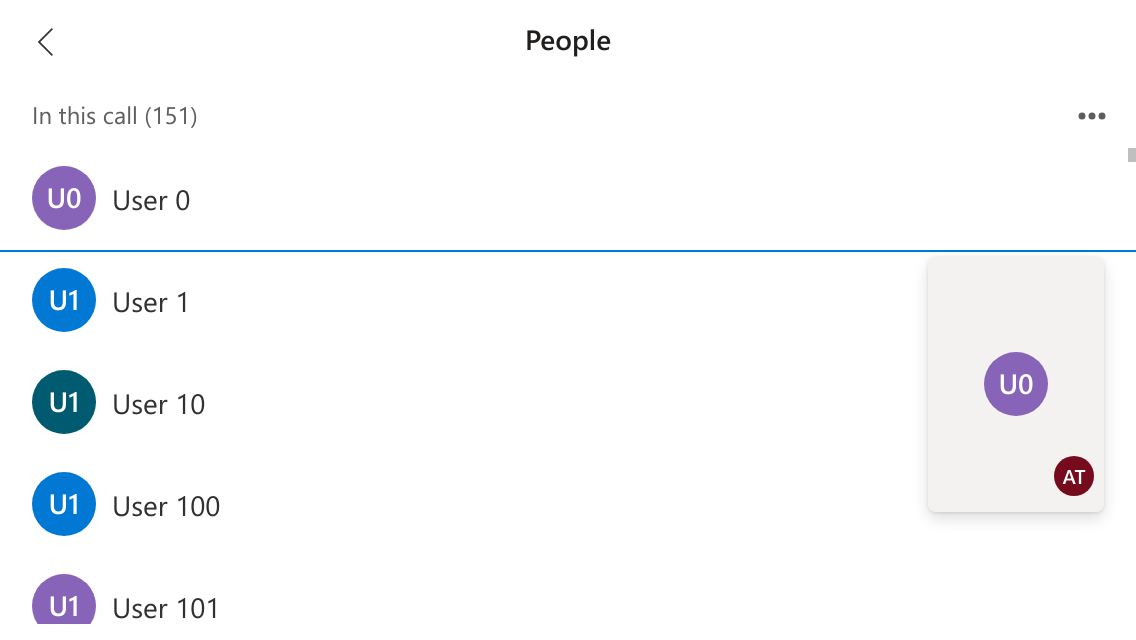 People
In this call (151)
U0 User 0
U1 User 1
U1 User 10
U1 User 100
U1 User 101
U0
AT